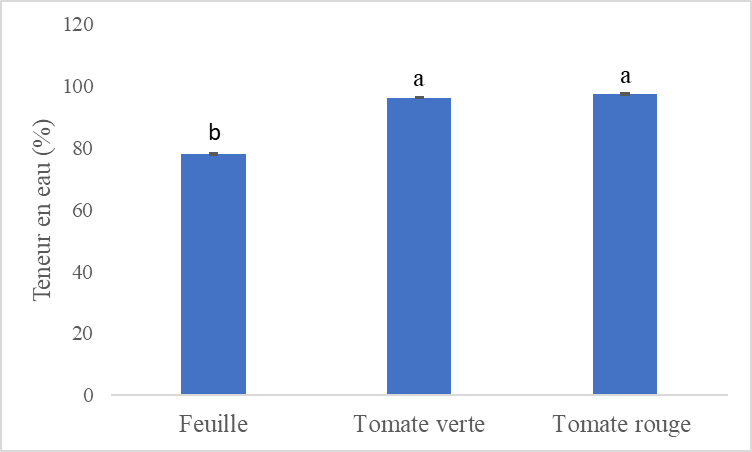 120
100
80
60
40
20
0
Teneur en eau (%)
b
a
a
Feuille
Tomate verte
Tomate rouge